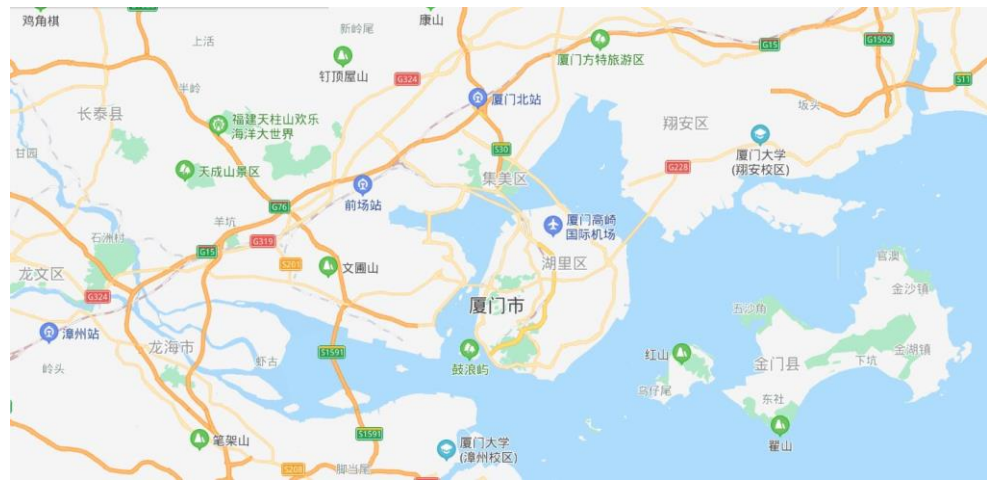 鸡角棋
康山
新岭尾
上活
钉顶屋山
G324
厦门方特旅游区
G15
G1502
S11
半岭
长泰县
厦门北站
坂头
福建天柱山欢乐
海洋大世界
翔安区
厦门大学
(翔安校区)
甘园
天成山景区
S30
集美区
G228
前场站
G76
羊坑
厦门高崎
国际机场
石洲村
G319
G15
S201
文圃山
湖里区
官澳
龙文区
G324
金沙镇
厦门市
五沙角
漳州站
龙海市
S1591
鼓浪屿
红山
金湖镇
岭头
虾古
金门县
下坑
乌仔尾
东社
翟山
笔架山
S1591
厦门大学
(漳州校区)
S208
脚当尾